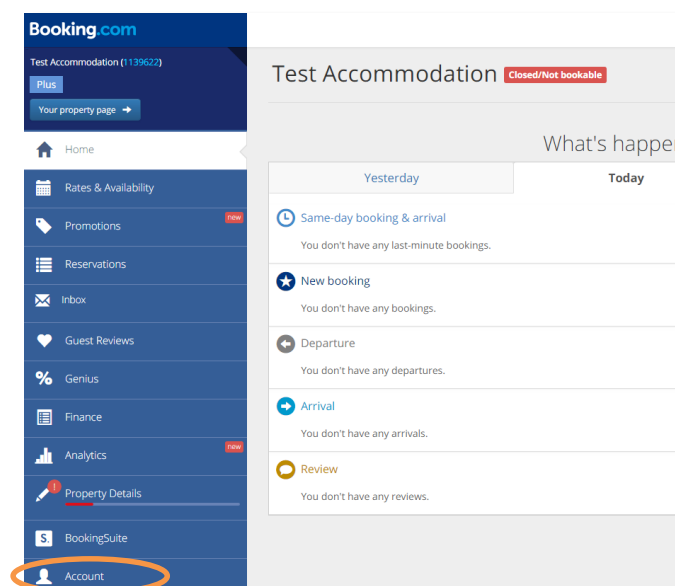 Booking.com
Test Accommodation (1139622)
Plus
Your property page
Home
Rates & Availability
Promotions
new
Reservations
Inbox
Guest Reviews
Genius
Finance
Analytics
new
Property Details
1
BookingSuite
S.
Account
Test Accommodation Closed/Not bookable
What's happe
Yesterday
Today
Same-day booking & arrival
You don't have any last-minute bookings.
New booking
You don't have any bookings.
Departure
You don't have any departures.
Arrival
You don't have any arrivals.
Review
You don't have any reviews.